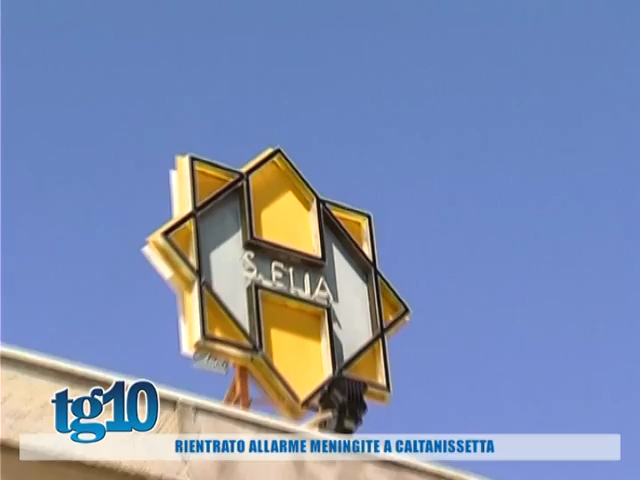 S. ELIA
tg10
RIENTRATO ALLARME MENINGITE A CALTANISSETTA